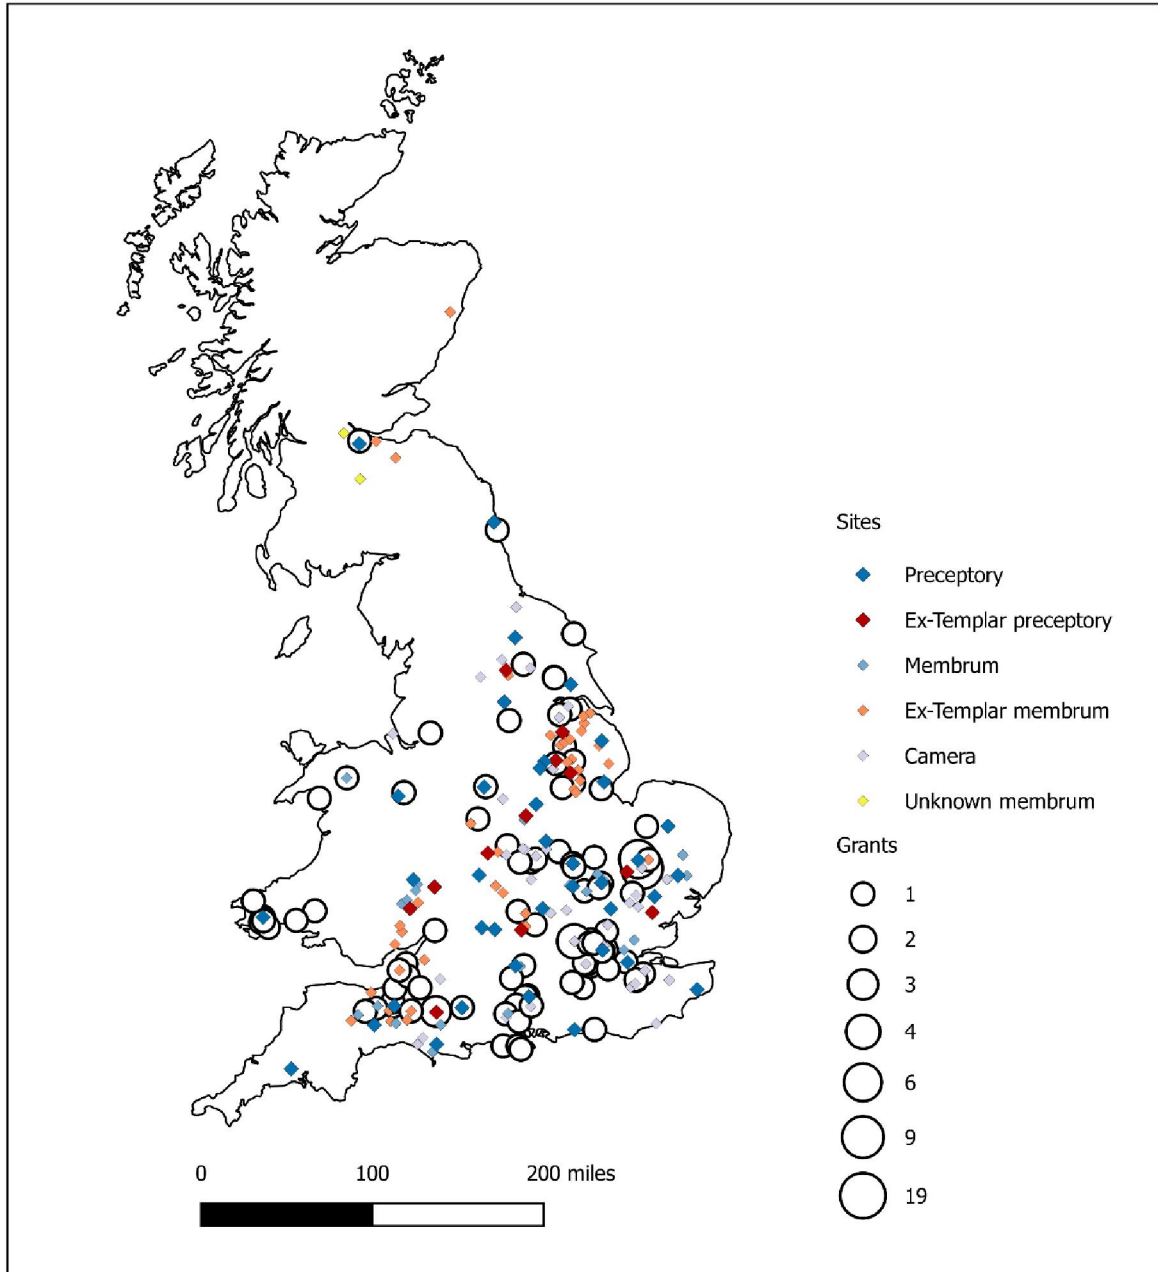 Sites
Preceptory
Ex-Templar preceptory
Membrum
Ex-Templar membrum
Camera
Unknown membrum
Grants
1
2
3
4
6
9
19
0 100 200 miles